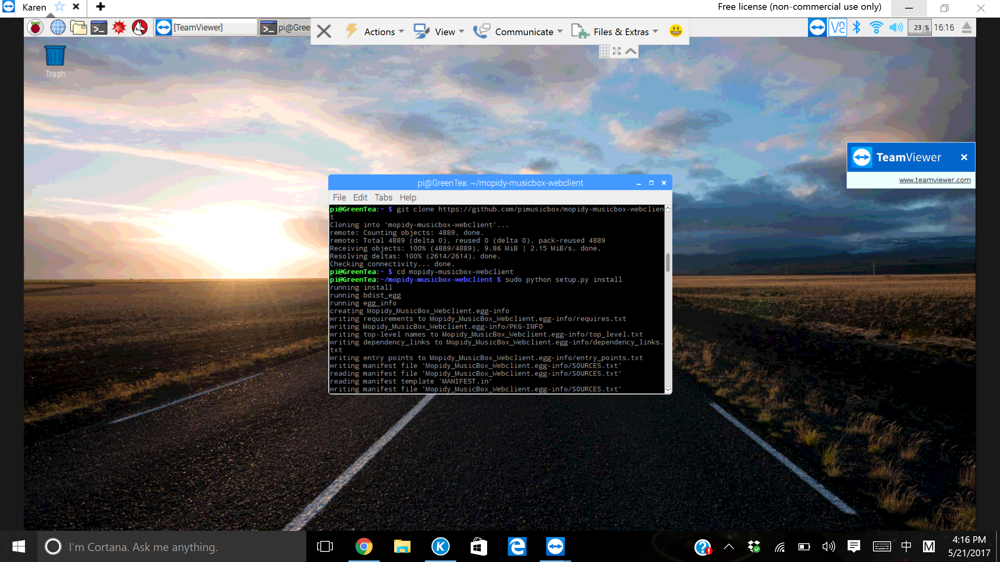 Karen
Free license (non-commercial use only)
[TeamViewer]
pi@Gree
Actions
View
Communicate
Files & Extras
23 %
16:16
Trash
TeamViewer
www.teamviewer.com
pi@GreenTea: ~/mopidy-musicbox-webclient
File Edit Tabs Help
pi@GreenTea:~ $ git clone https://github.com/pimusicbox/mopidy-musicbox-webclien
t
Cloning into 'mopidy-musicbox-webclient'...
remote: Counting objects: 4889, done.
remote: Total 4889 (delta 0), reused 0 (delta 0), pack-reused 4889
Receiving objects: 100% (4889/4889), 9.86 MiB | 2.15 MiB/s, done.
Resolving deltas: 100% (2614/2614), done.
Checking connectivity... done.
pi@GreenTea:~ $ cd mopidy-musicbox-webclient
pi@GreenTea:~/mopidy-musicbox-webclient $ sudo python setup.py install
running install
running bdist_egg
running egg_info
creating Mopidy_MusicBox_Webclient.egg-info
writing requirements to Mopidy_MusicBox_Webclient.egg-info/requires.txt
writing Mopidy_MusicBox_Webclient.egg-info/PKG-INFO
writing top-level names to Mopidy_MusicBox_Webclient.egg-info/top_level.txt
writing dependency_links to Mopidy_MusicBox_Webclient.egg-info/dependency_links.
txt
writing entry points to Mopidy_MusicBox_Webclient.egg-info/entry_points.txt
writing manifest file 'Mopidy_MusicBox_Webclient.egg-info/SOURCES.txt'
reading manifest file 'Mopidy_MusicBox_Webclient.egg-info/SOURCES.txt'
reading manifest template 'MANIFEST.in'
writing manifest file 'Mopidy_MusicBox_Webclient.egg-info/SOURCES.txt'
I'm Cortana. Ask me anything.
中
M
4:16 PM
5/21/2017